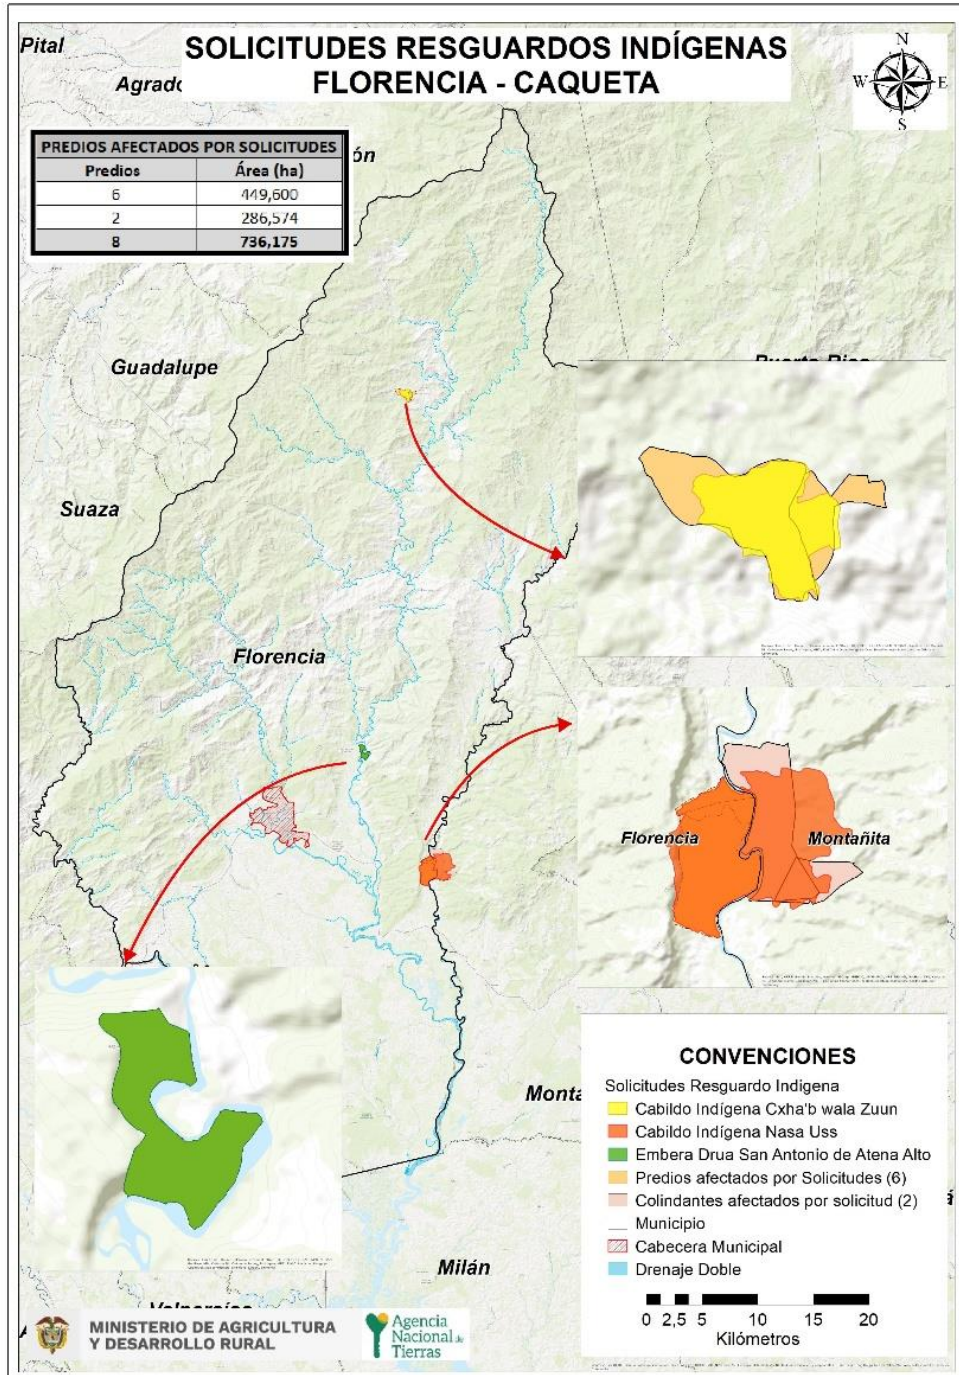 SOLICITUDES RESGUARDOS INDÍGENAS
FLORENCIA - CAQUETA
N
W E
S
Pital
PREDIOS AFECTADOS POR SOLICITUDES
Predios Área (ha)
6 449,600
2 286,574
8 736,175
Guadalupe
Suaza
Florencia
Florencia Montañita
Milán
CONVENCIONES
Solicitudes Resguardo Indigena
Cabildo Indígena Cxha'b wala Zuun
Cabildo Indígena Nasa Uss
Embera Drua San Antonio de Atena Alto
Predios afectados por Solicitudes (6)
Colindantes afectados por solicitud (2)
Municipio
Cabecera Municipal
Drenaje Doble
0 2,5 5 10 15 20
Kilómetros
MINISTERIO DE AGRICULTURA
Y DESARROLLO RURAL
Agencia
Nacional de
Tierras